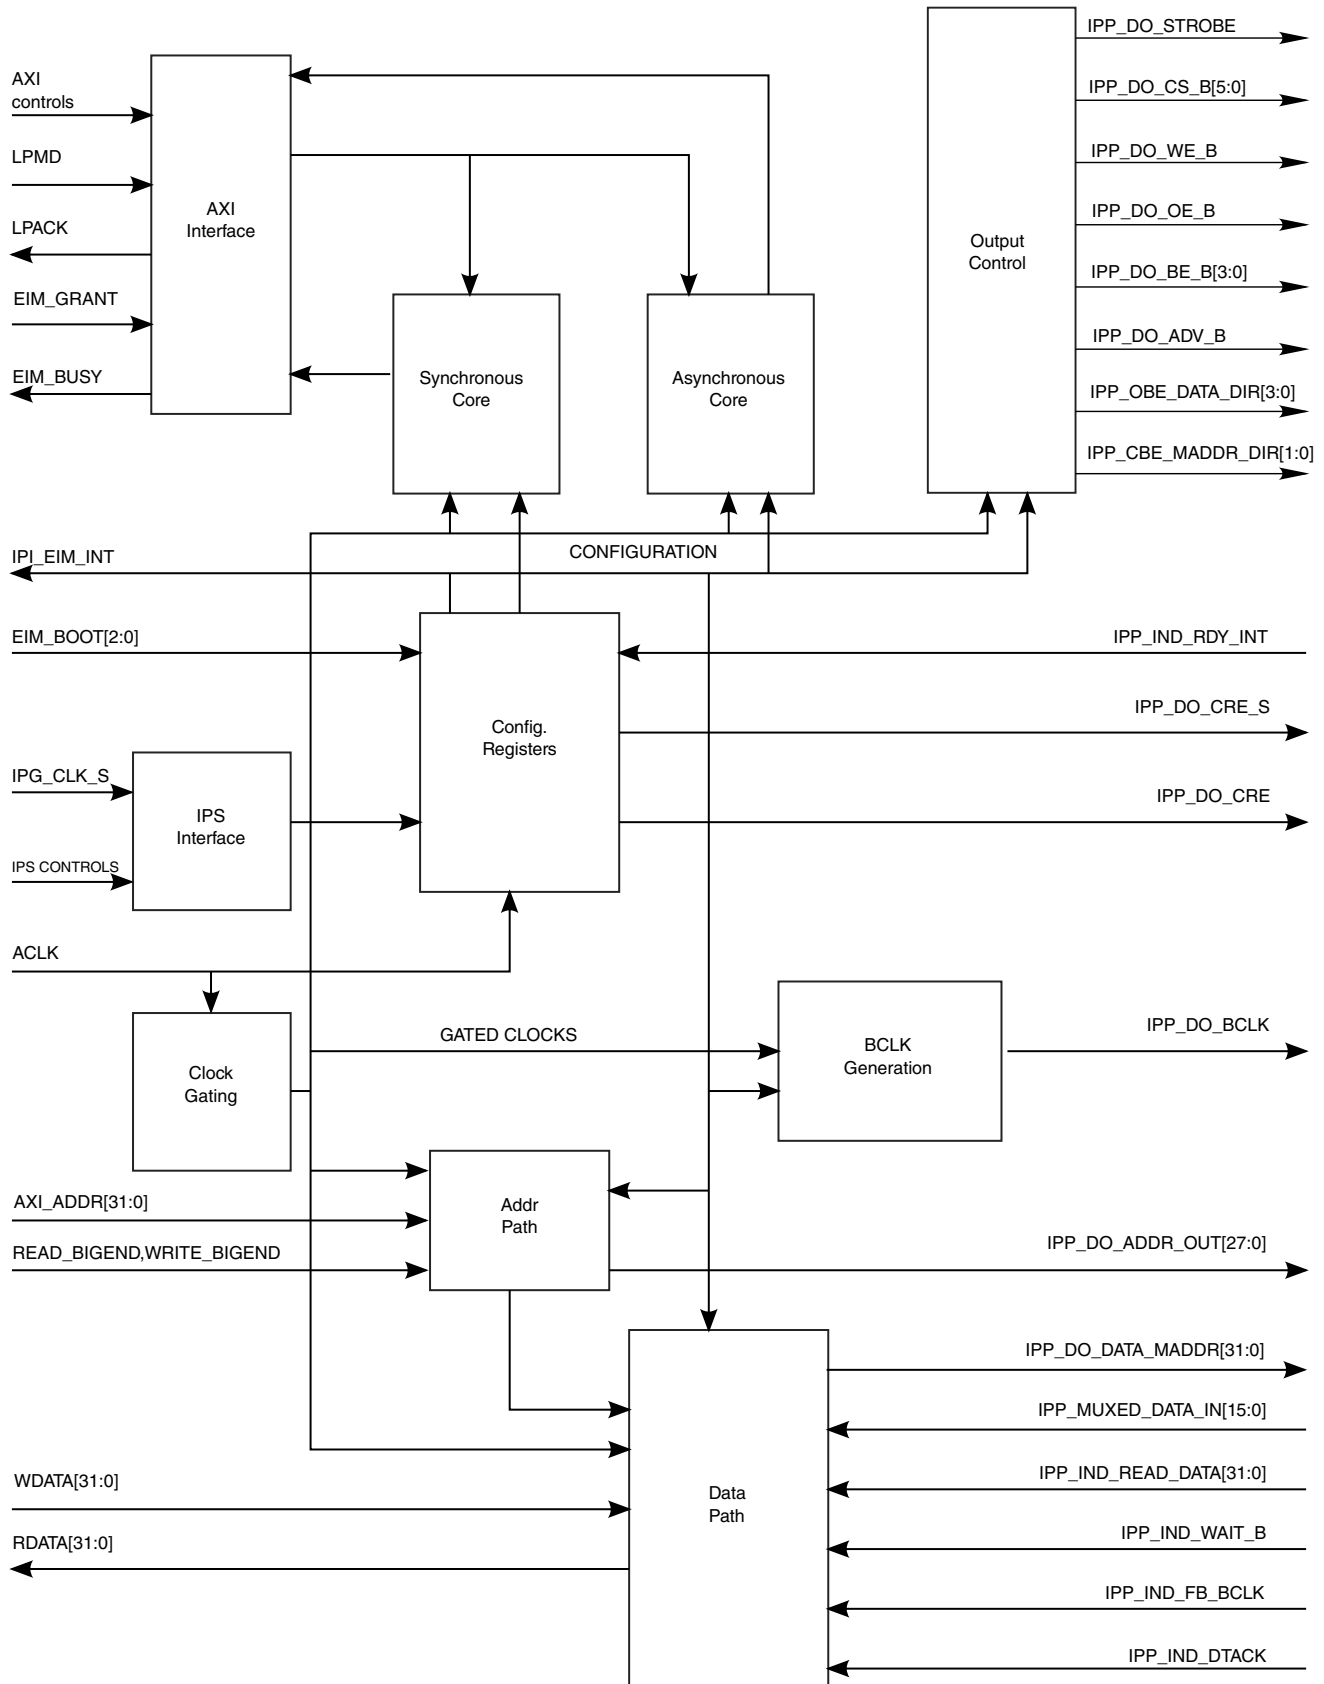 IPP_DO_STROBE
AXI
controls
IPP_DO_CS_B[5:0]
LPMD
IPP_DO_WE_B
AXI
Interface
LPACK
IPP_DO_OE_B
Output
Control
EIM_GRANT
IPP_DO_BE_B[3:0]
IPP_DO_ADV_B
EIM_BUSY
Synchronous
Core
Asynchronous
Core
IPP_OBE_DATA_DIR[3:0]
IPP_CBE_MADDR_DIR[1:0]
IPI_EIM_INT
CONFIGURATION
EIM_BOOT[2:0]
IPP_IND_RDY_INT
IPP_DO_CRE_S
Config.
Registers
IPG_CLK_S
IPP_DO_CRE
IPS
Interface
IPS CONTROLS
ACLK
GATED CLOCKS
IPP_DO_BCLK
BCLK
Generation
Clock
Gating
AXI_ADDR[31:0]
Addr
Path
READ_BIGEND,WRITE_BIGEND
IPP_DO_ADDR_OUT[27:0]
IPP_DO_DATA_MADDR[31:0]
IPP_MUXED_DATA_IN[15:0]
WDATA[31:0]
IPP_IND_READ_DATA[31:0]
Data
Path
RDATA[31:0]
IPP_IND_WAIT_B
IPP_IND_FB_BCLK
IPP_IND_DTACK